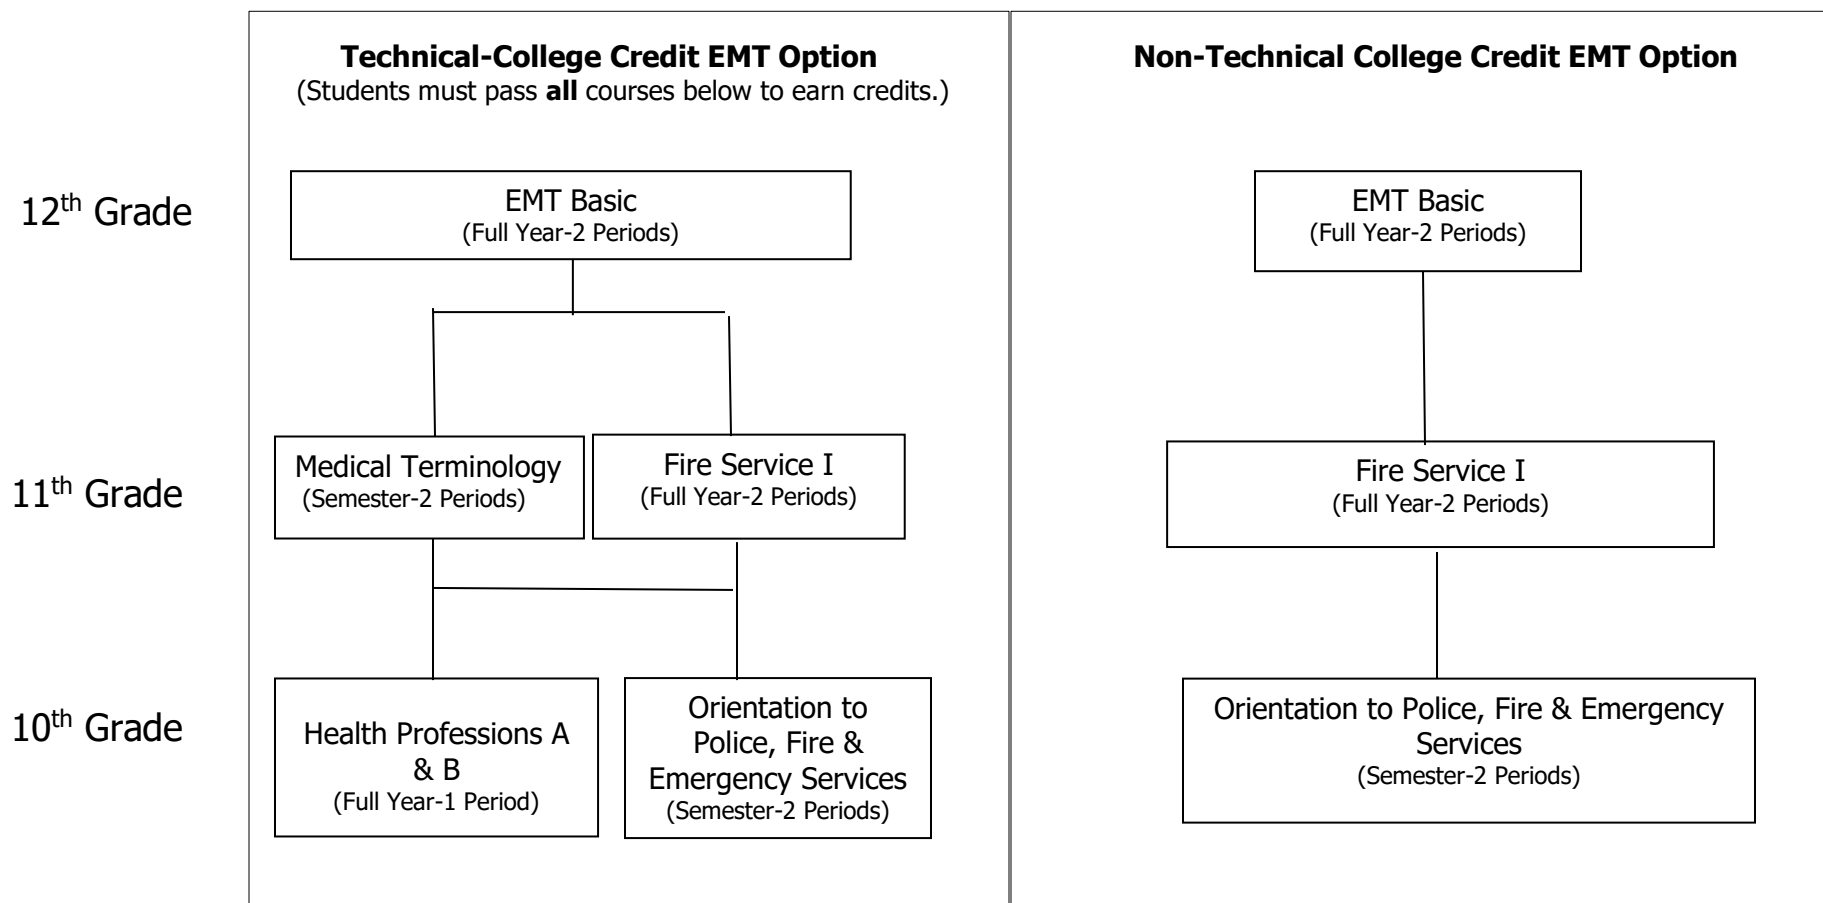 Technical-College Credit EMT Option
(Students must pass all courses below to earn credits.)
Non-Technical College Credit EMT Option
12th Grade
EMT Basic
(Full Year-2 Periods)
EMT Basic
(Full Year-2 Periods)
11th Grade
Medical Terminology
(Semester-2 Periods)
Fire Service I
(Full Year-2 Periods)
Fire Service I
(Full Year-2 Periods)
10th Grade
Health Professions A
& B
(Full Year-1 Period)
Orientation to
Police, Fire &
Emergency Services
(Semester-2 Periods)
Orientation to Police, Fire & Emergency
Services
(Semester-2 Periods)